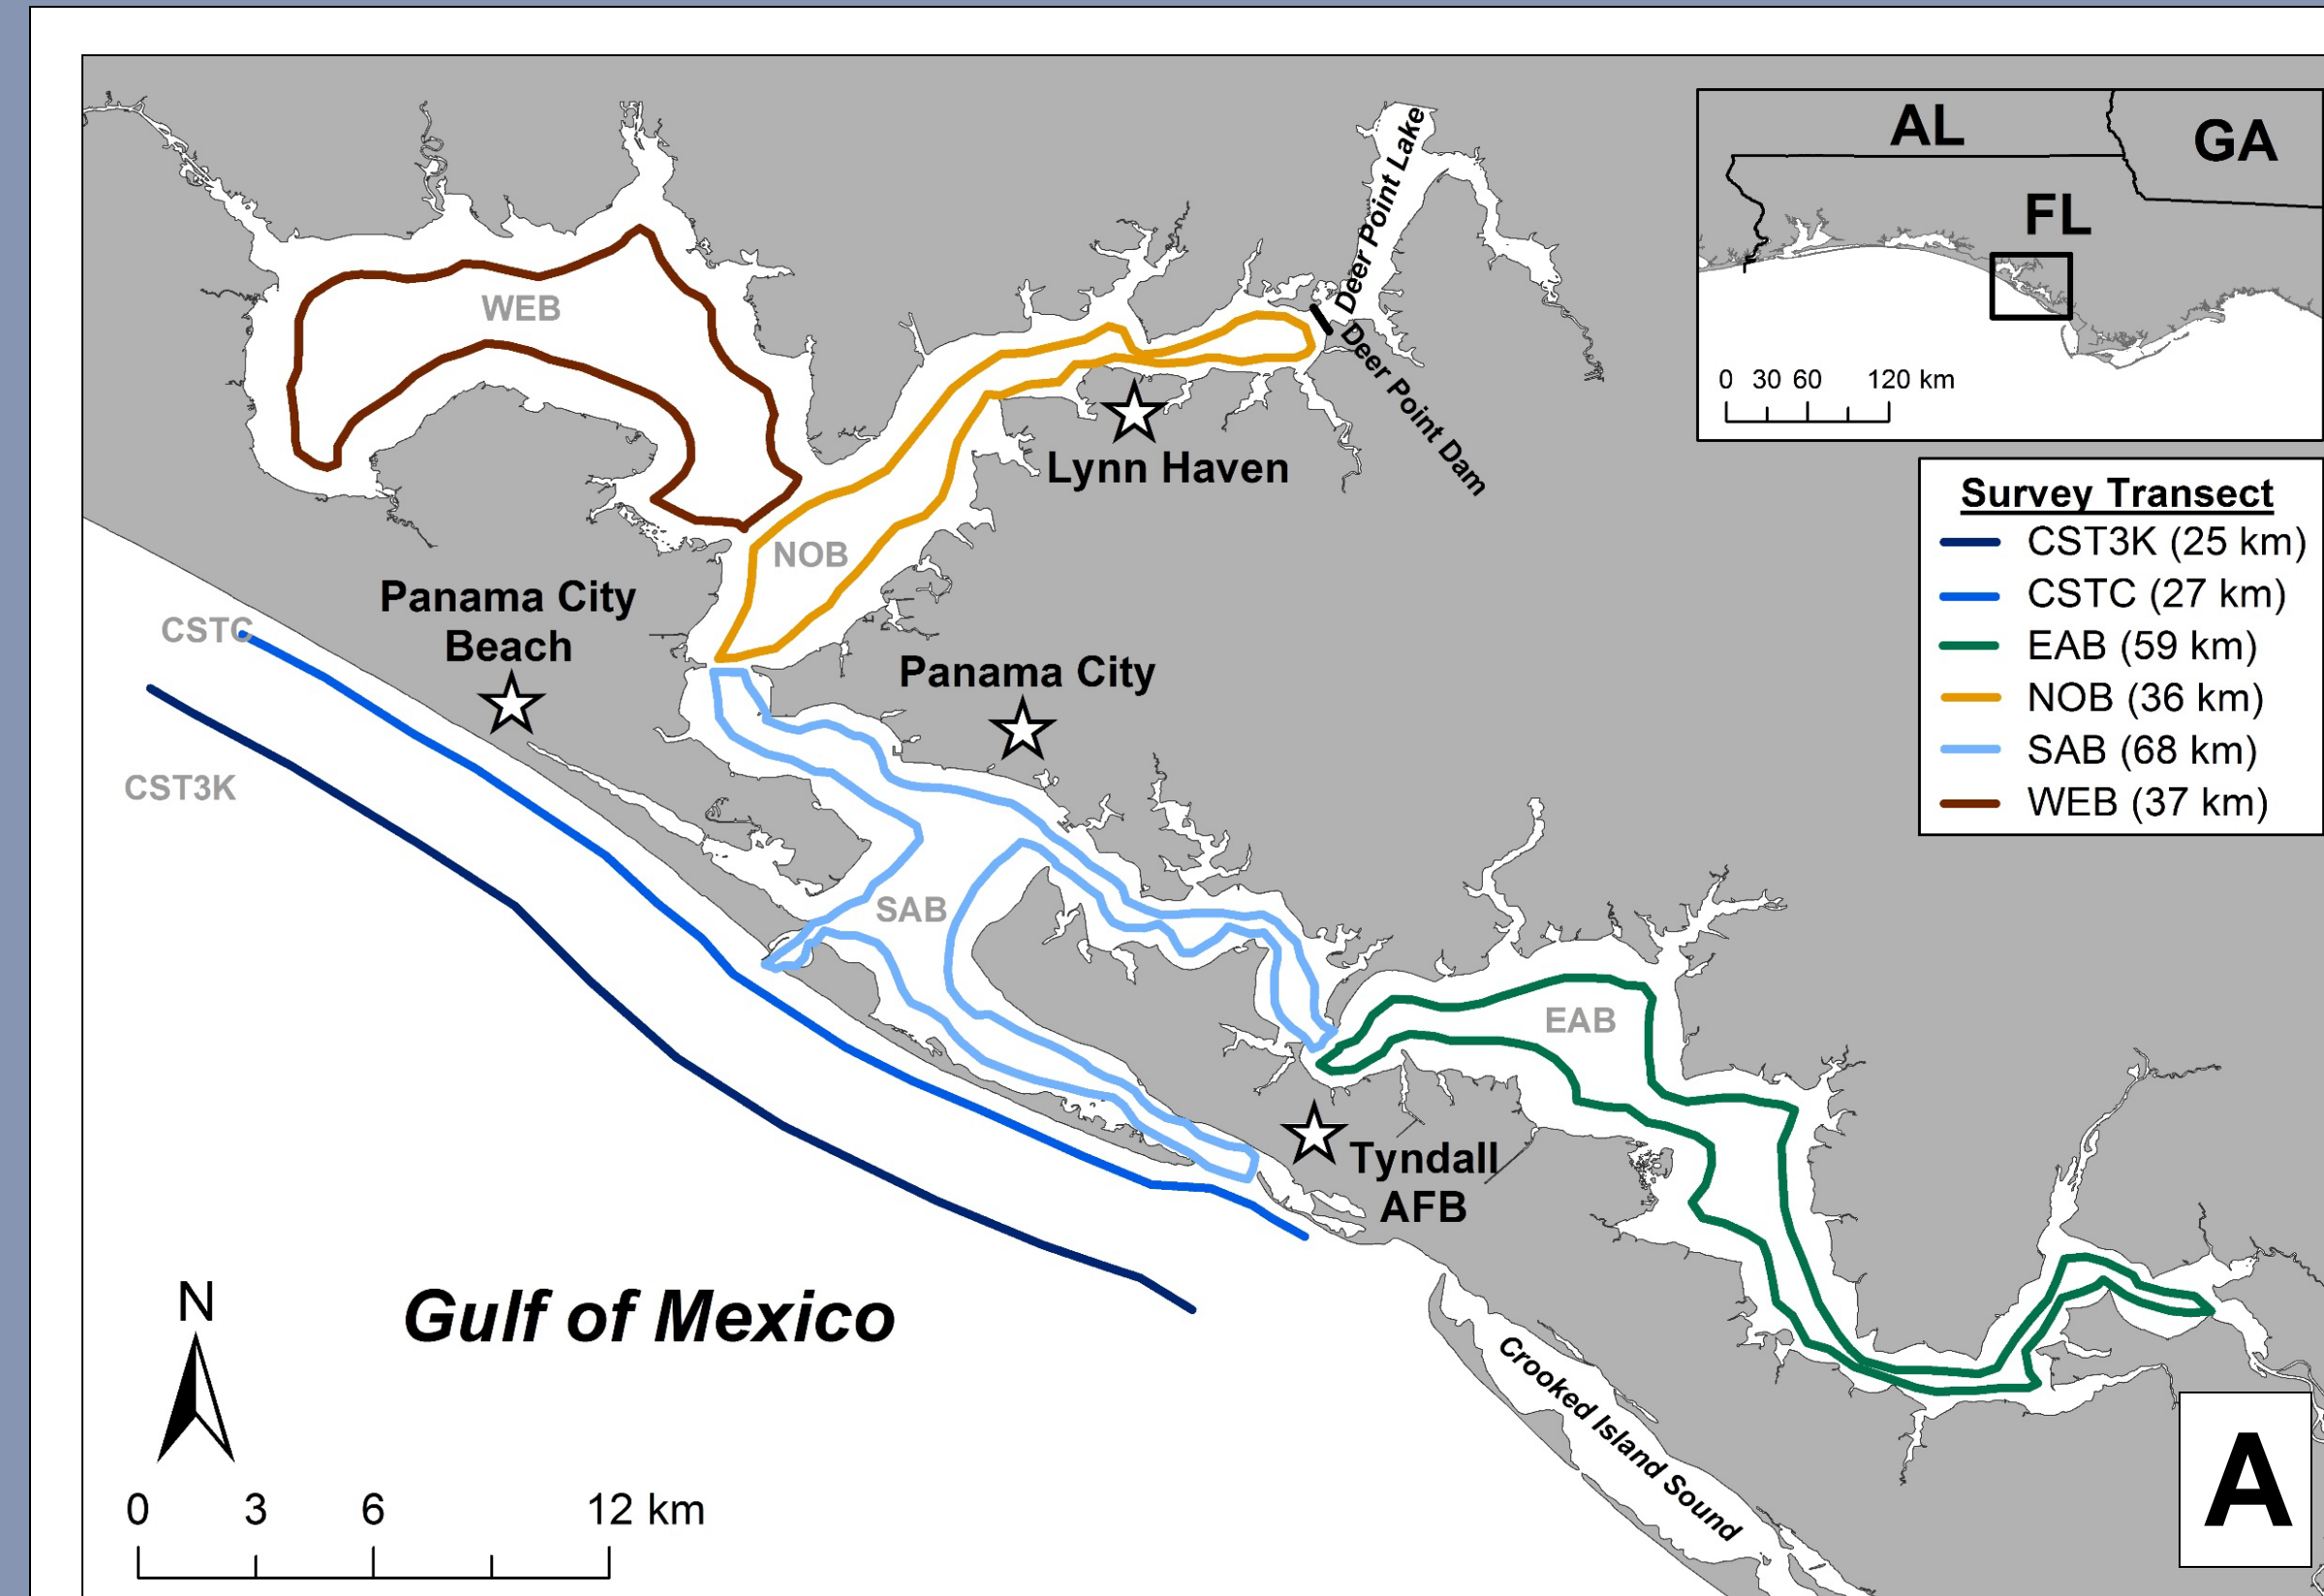 AL
GA
FL
0 30 60 120 km
Deer Point Lake
Deer Point Dam
WEB
Lynn Haven
NOB
Survey Transect
CST3K (25 km)
CSTC (27 km)
EAB (59 km)
NOB (36 km)
SAB (68 km)
WEB (37 km)
Panama City
Beach
CSTC
Panama City
CST3K
SAB
EAB
Tyndall
AFB
N
Gulf of Mexico
Crooked Island Sound
0 3 6 12 km
A